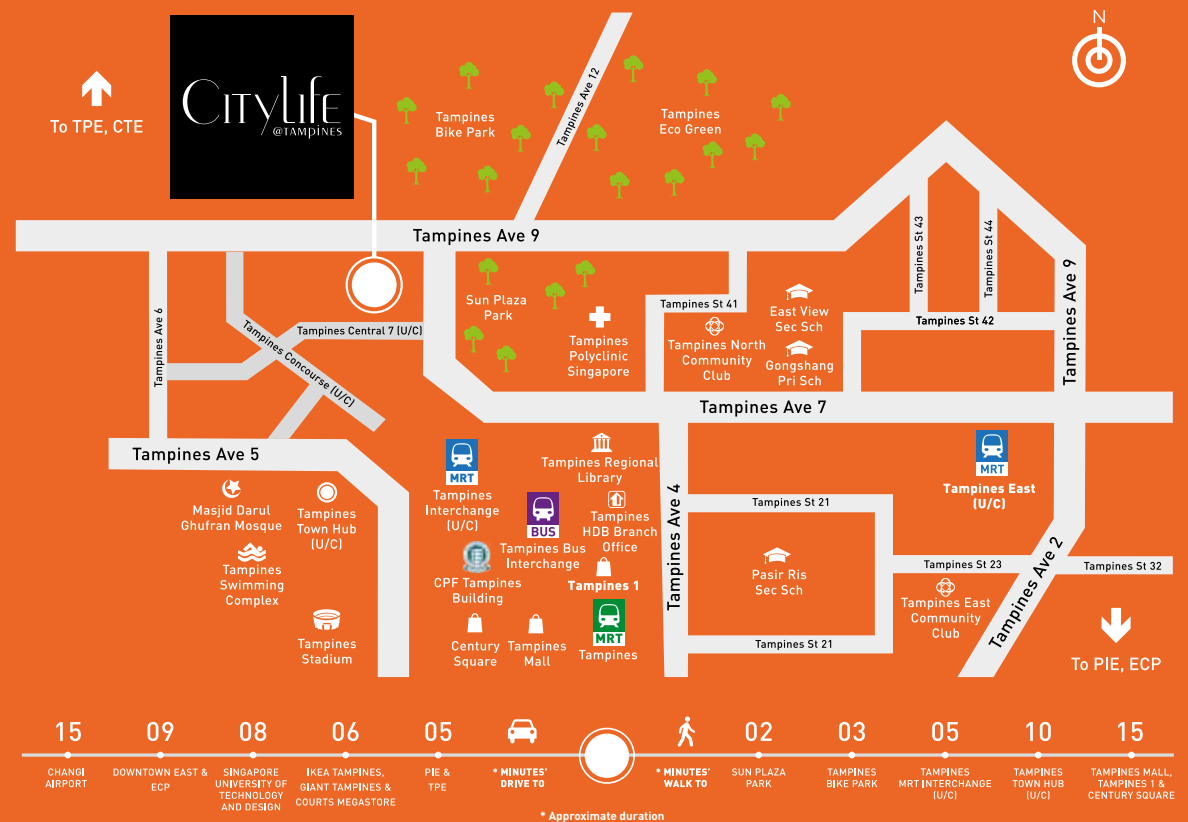 N
CITYlife
@TAMPINES
To TPE, CTE
Tampines
Bike Park
Tampines Ave 12
Tampines
Eco Green
Tampines Ave 9
Tampines St 43
Tampines St 44
Tampines Ave 9
Tampines Ave 6
Tampines Central 7 (U/C)
Tampines Concourse (U/C)
Sun Plaza
Park
Tampines
Polyclinic
Singapore
Tampines St 41
Tampines North
Community
Club
East View
Sec Sch
Gongshang
Pri Sch
Tampines St 42
Tampines Ave 7
Tampines Ave 5
Masjid Darul
Ghufran Mosque
Tampines
Town Hub
(U/C)
Tampines
Swimming
Complex
Tampines
Stadium
MRT
Tampines
Interchange
(U/C)
BUS
Tampines Bus
Interchange
Tampines Regional
Library
Tampines
HDB Branch
Office
CPF Tampines
Building
Tampines 1
Century
Square
Tampines
Mall
MRT
Tampines
Tampines Ave 4
Tampines St 21
Pasir Ris
Sec Sch
Tampines St 21
MRT
Tampines East
(U/C)
Tampines St 23
Tampines East
Community
Club
Tampines Ave 2
Tampines St 32
To PIE, ECP
15
CHANGI
AIRPORT
09
DOWNTOWN EAST &
ECP
08
SINGAPORE
UNIVERSITY OF
TECHNOLOGY
AND DESIGN
06
IKEA TAMPINES,
GIANT TAMPINES &
COURTS MEGASTORE
05
PIE &
TPE
* MINUTES'
DRIVE TO
* MINUTES'
WALK TO
02
SUN PLAZA
PARK
03
TAMPINES
BIKE PARK
05
TAMPINES
MRT INTERCHANGE
(U/C)
10
TAMPINES
TOWN HUB
(U/C)
15
TAMPINES MALL,
TAMPINES 1 &
CENTURY SQUARE
* Approximate duration